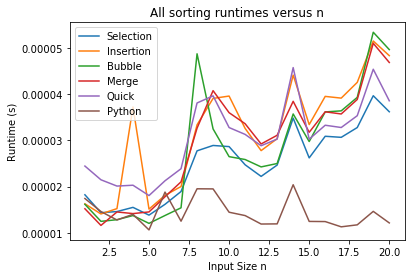 All sorting runtimes versus n
Selection
Insertion
Bubble
Merge
Quick
Python
Runtime (s)
0.00005
0.00004
0.00003
0.00002
0.00001
2.5 5.0 7.5 10.0 12.5 15.0 17.5 20.0
Input Size n